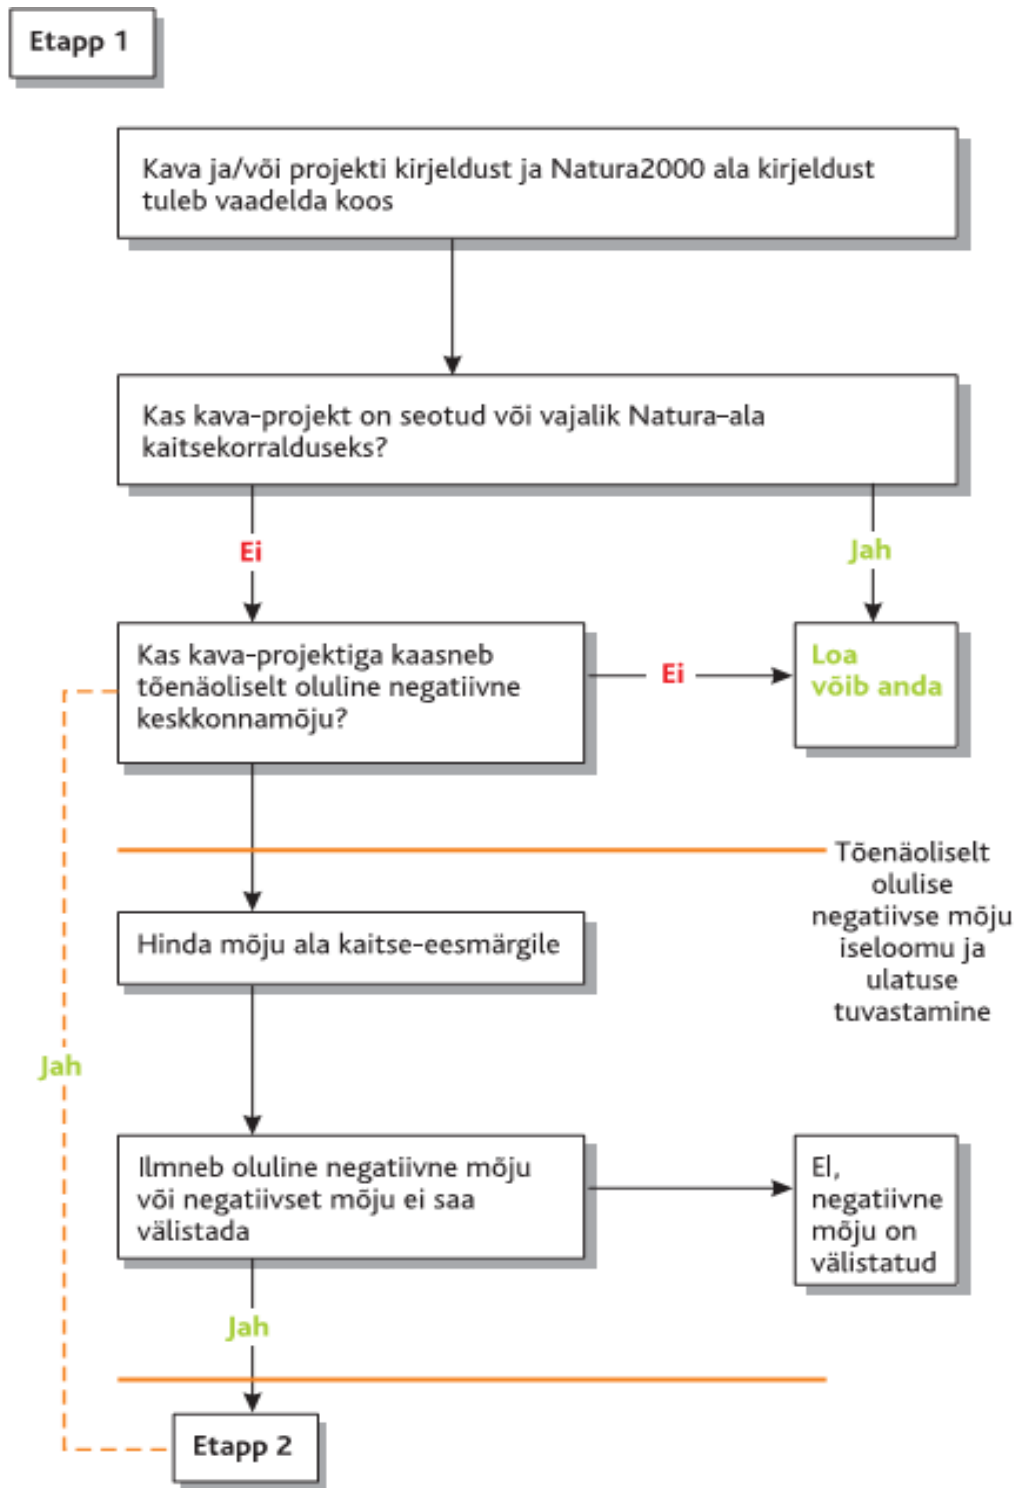 Etapp 1
Kava ja/või projekti kirjeldust ja Natura2000 ala kirjeldust
tuleb vaadelda koos
Kas kava-projekt on seotud või vajalik Natura-ala
kaitsekorralduseks?
Ei
Jah
Kas kava-projektiga kaasneb
tõenäoliselt oluline negatiivne
keskkonnamõju?
Ei
Loa
võib anda
Tõenäoliselt
olulise
negatiivse mõju
iseloomu ja
ulatuse
tuvastamine
Hinda mõju ala kaitse-eesmärgile
Jah
Ilmneb oluline negatiivne mõju
või negatiivset mõju ei saa
välistada
EI,
negatiivne
mõju on
välistatud
Jah
Etapp 2